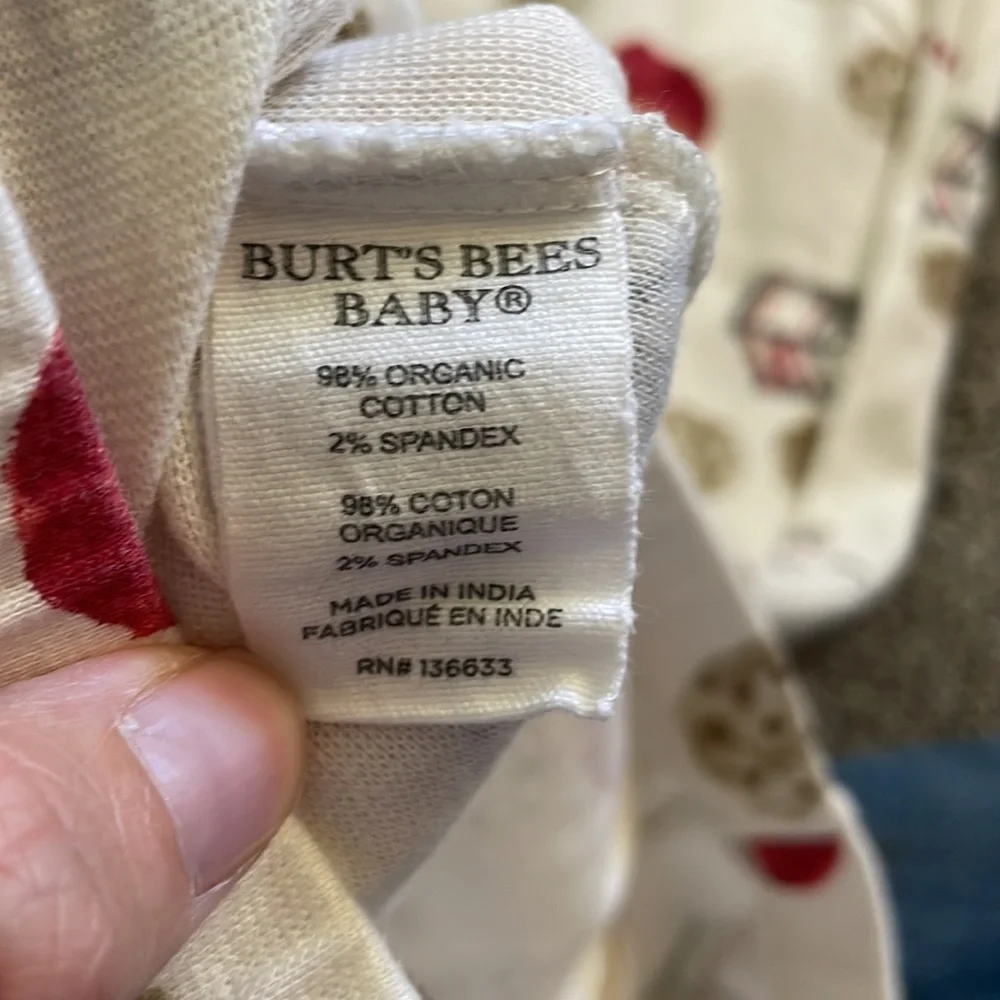 BURT'S BEES
BABY®
98% ORGANIC
COTTON
2% SPANDEX
98% COTON
ORGANIQUE
2% SPANDEX
MADE IN INDIA
FABRIQUÉ EN INDE
RN# 136633